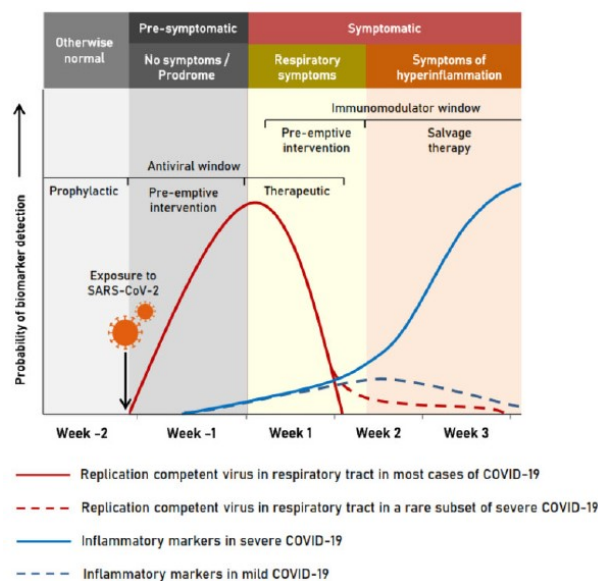 Pre-symptomatic
Symptomatic
Otherwise
normal
No symptoms /
Prodrome
Respiratory
symptoms
Symptoms of
hyperinflammation
Immunomodulator window
Pre-emptive
intervention
Salvage
therapy
Antiviral window
Prophylactic
Pre-emptive
intervention
Therapeutic
Probability of biomarker detection
Exposure to
SARS-CoV-2
Week -2
Week -1
Week 1
Week 2
Week 3
Replication competent virus in respiratory tract in most cases of COVID-19
Replication competent virus in respiratory tract in a rare subset of severe COVID-19
Inflammatory markers in severe COVID-19
Inflammatory markers in mild COVID-19